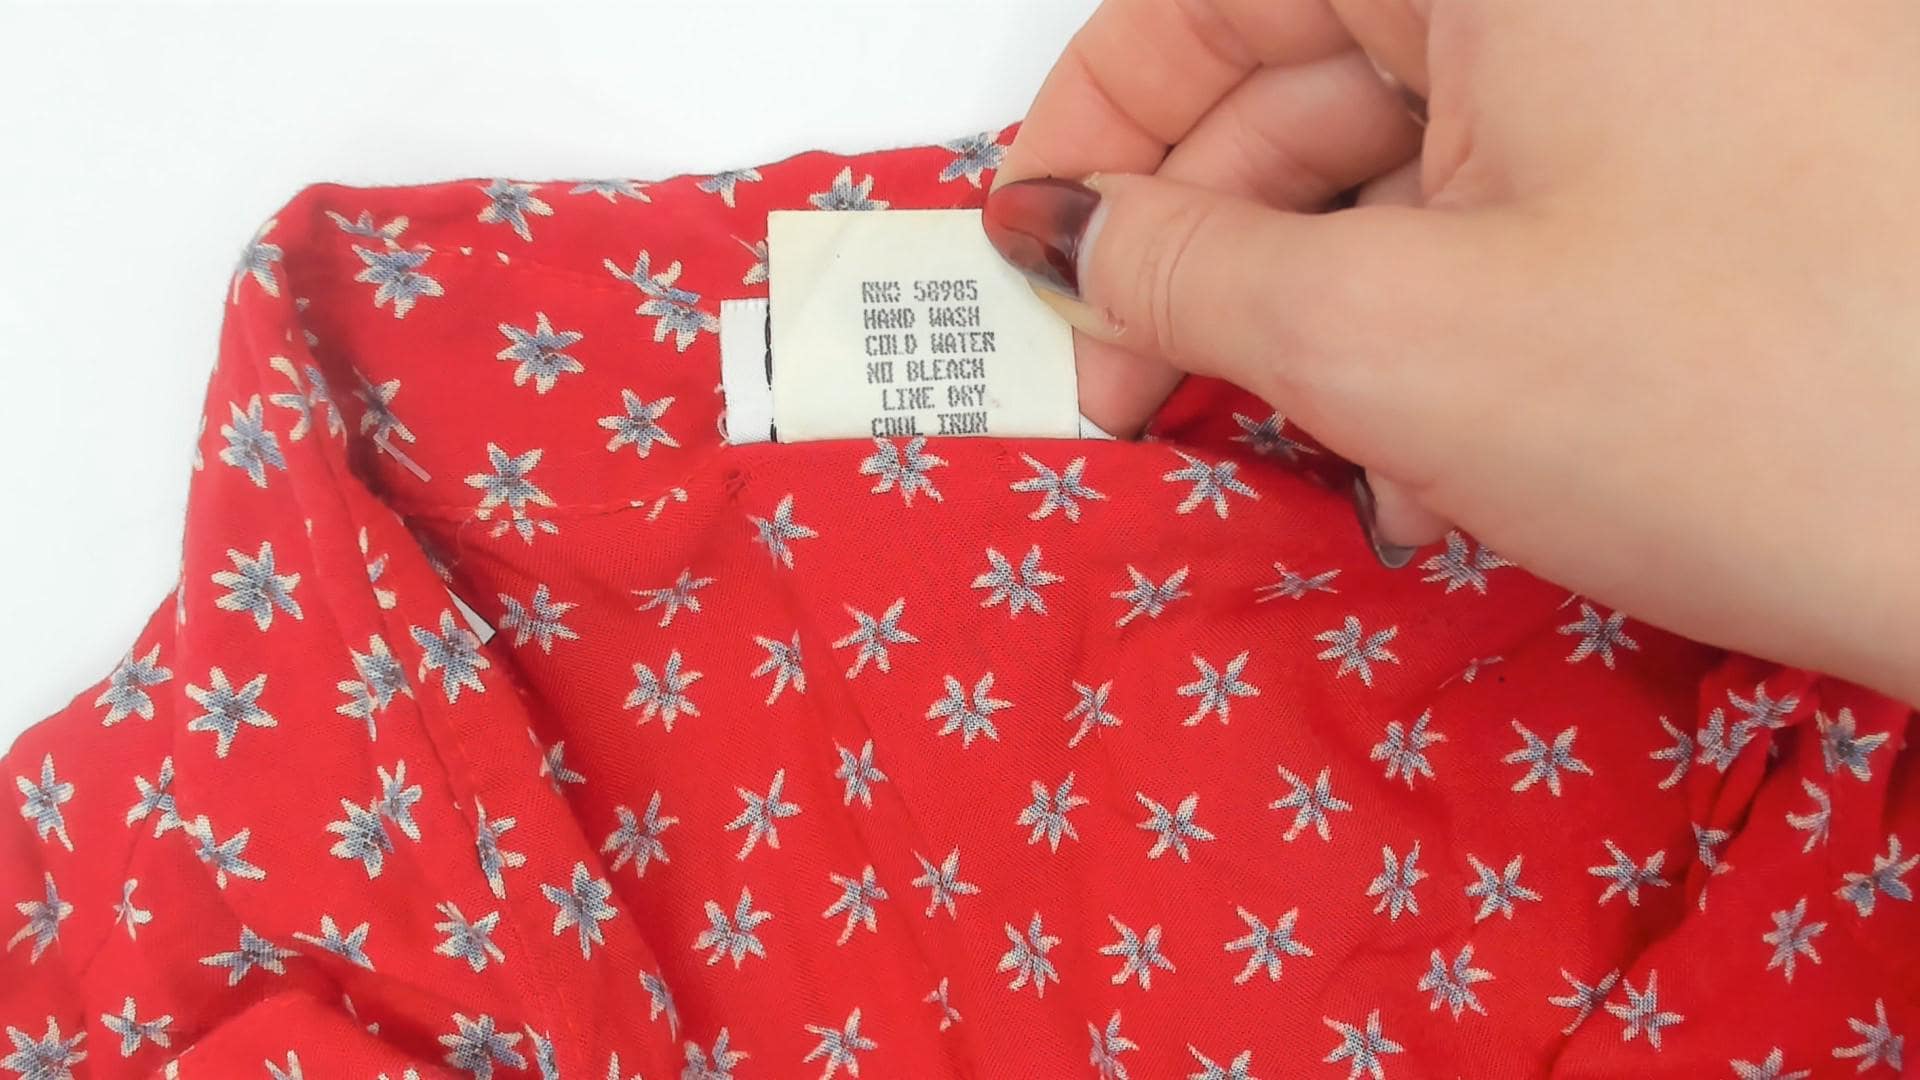 RN# 58985
HAND WASH
COLD WATER
NO BLEACH
LINE DRY
COOL IRON